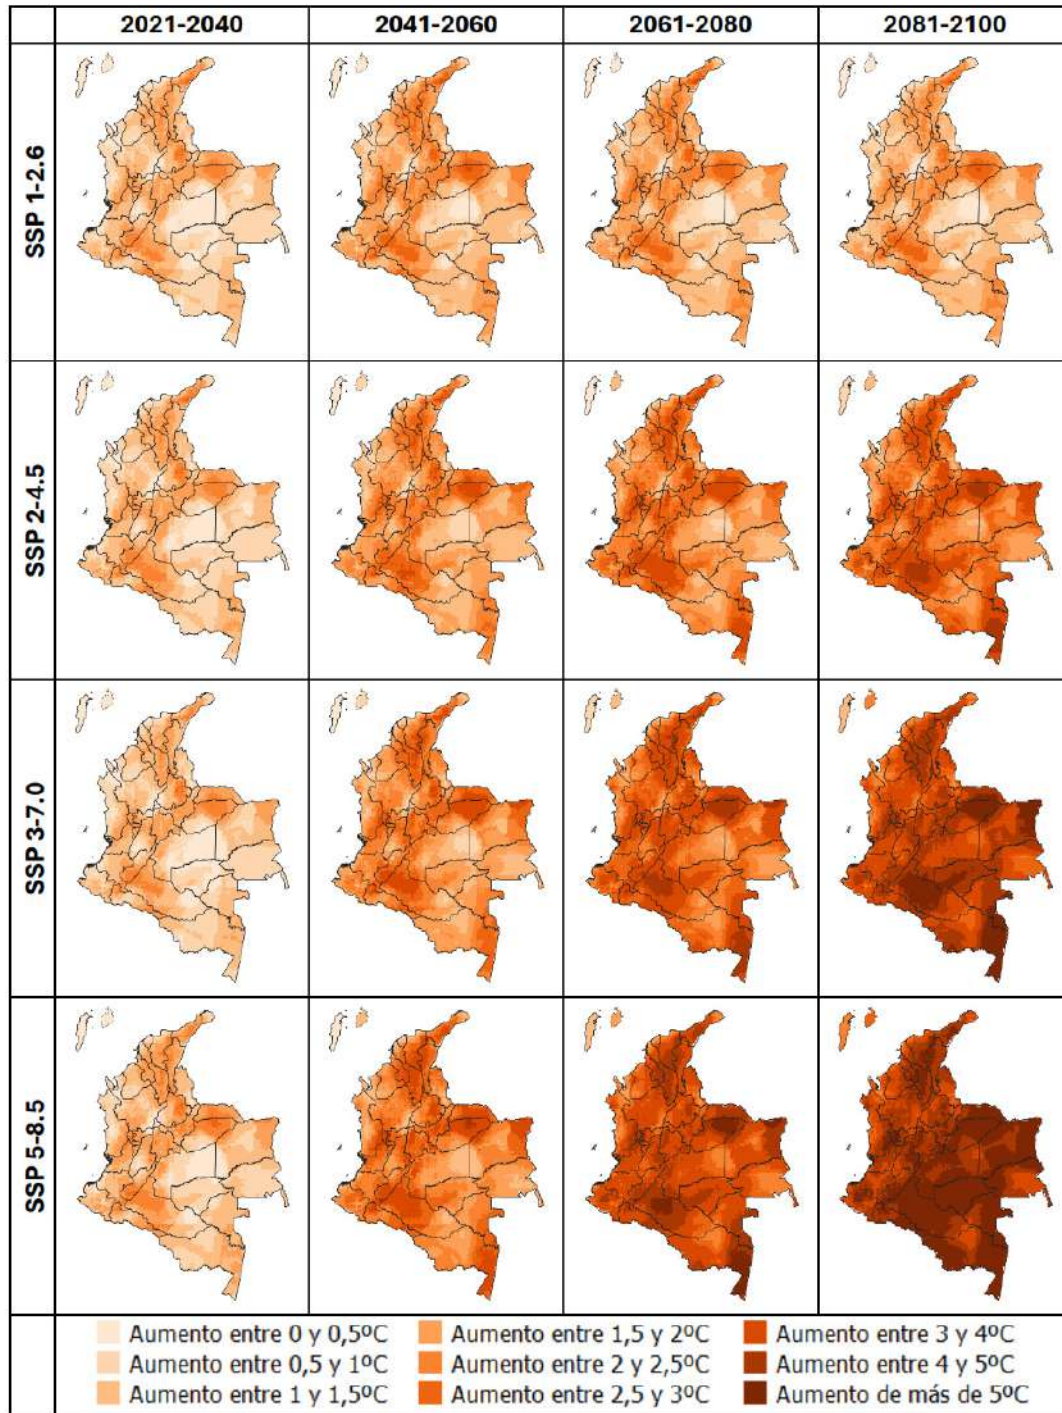 2021-2040 2041-2060 2061-2080 2081-2100
SSP 1-2.6
SSP 2-4.5
SSP 3-7.0
SSP 5-8.5
Aumento entre 0 y 0,5ºC Aumento entre 1,5 y 2ºC Aumento entre 3 y 4ºC
Aumento entre 0,5 y 1ºC Aumento entre 2 y 2,5ºC Aumento entre 4 y 5ºC
Aumento entre 1 y 1,5ºC Aumento entre 2,5 y 3ºC Aumento de más de 5ºC